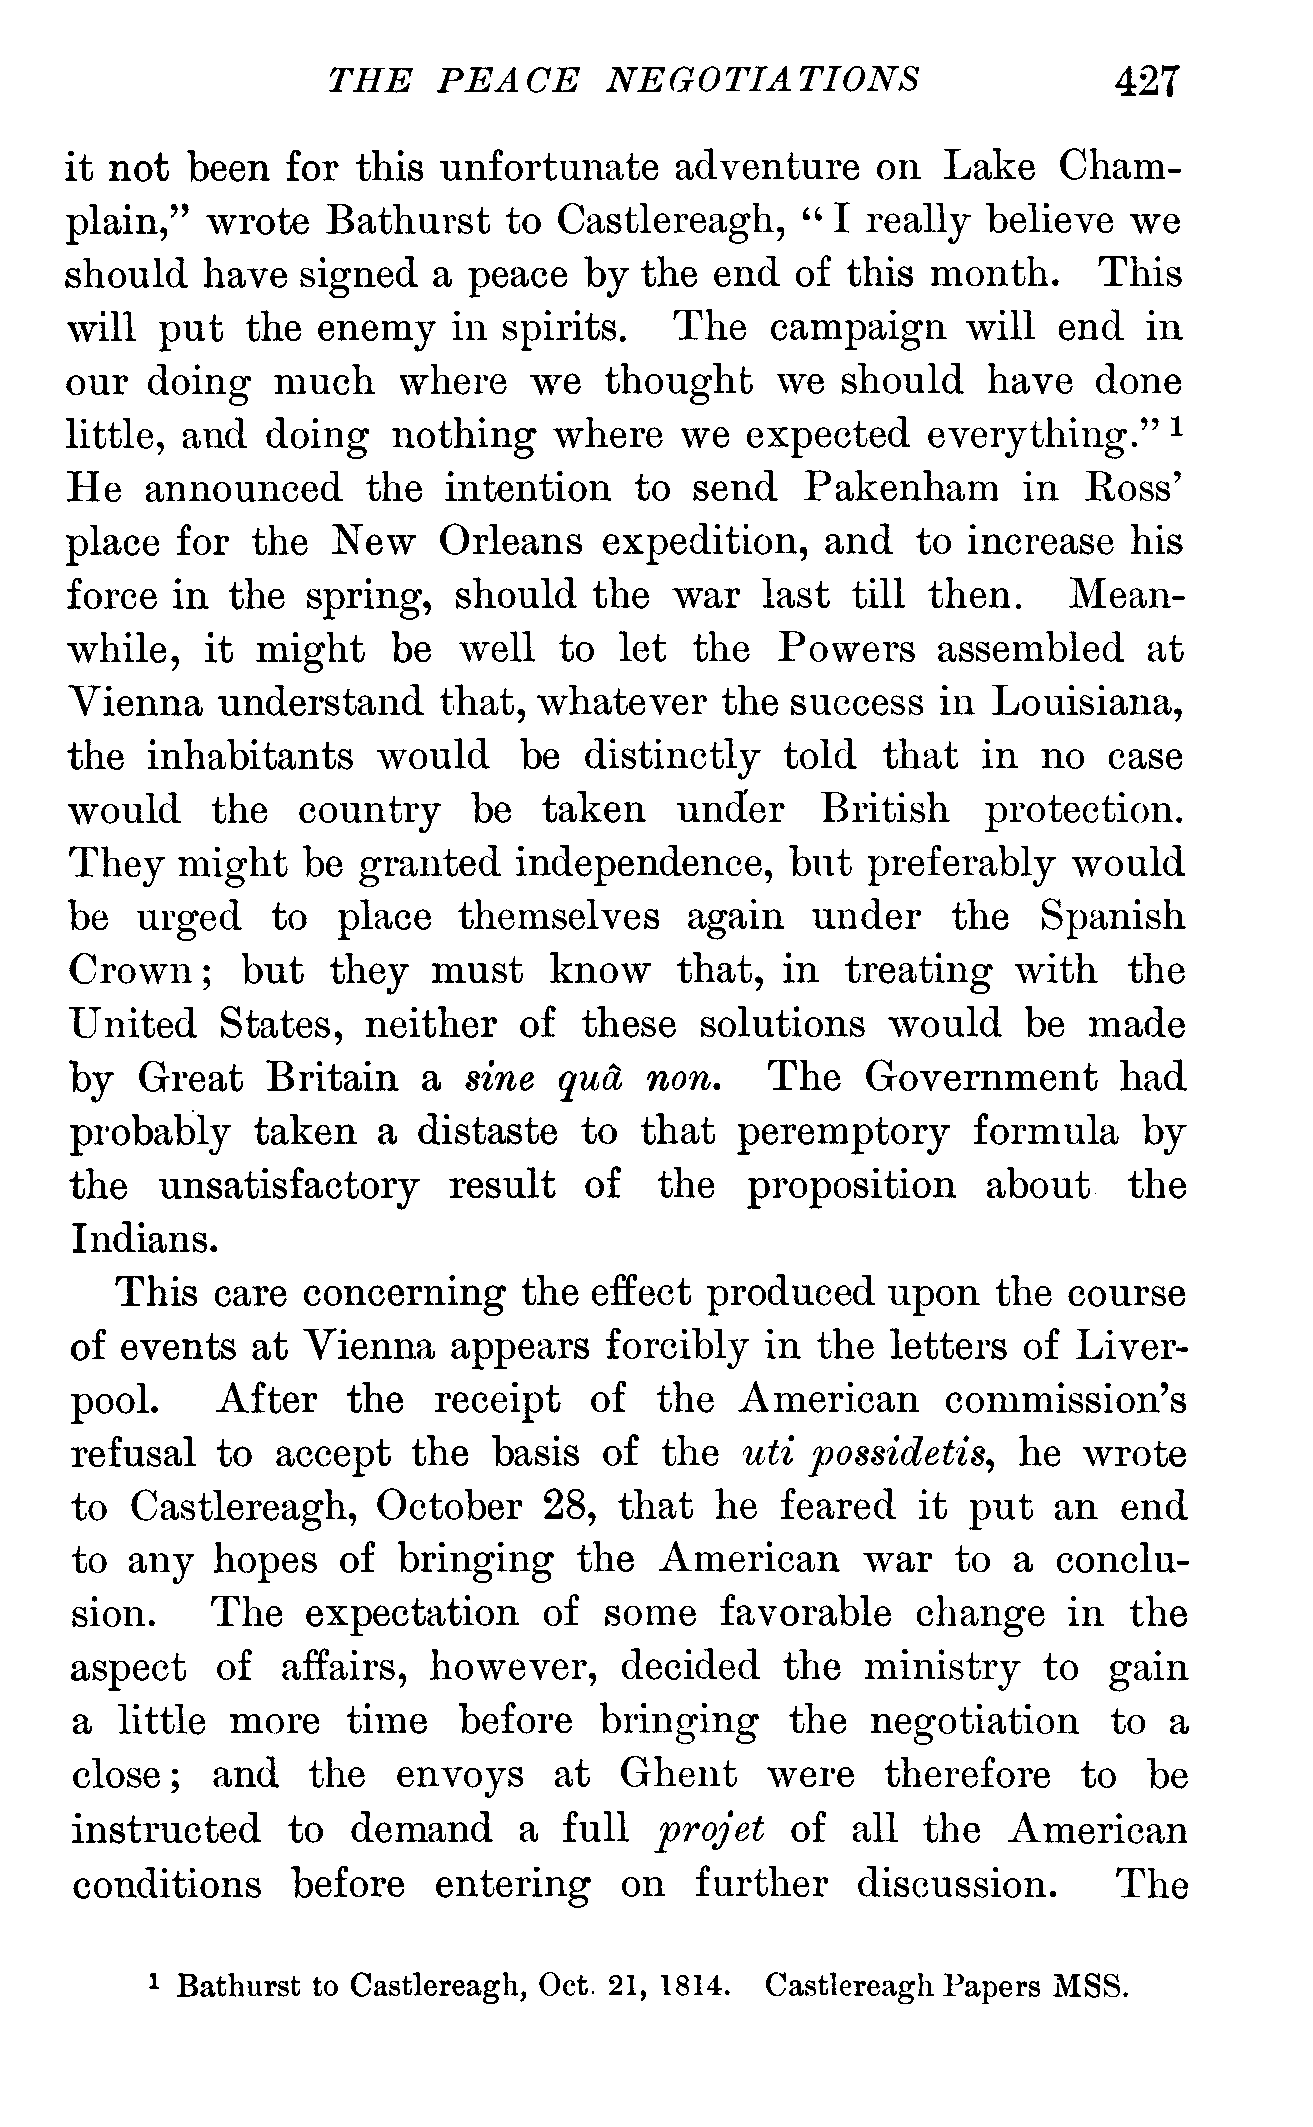 THE PEACE NEGOTIATIONS 427
it not been for this unfortunate adventure on Lake Cham-
plain,” wrote Bathurst to Castlereagh, “ I really believe we
should have signed a peace by the end of this month. This
will put the enemy in spirits. The campaign will end in
our doing much where we thought we should have done
little, and doing nothing where we expected everything.” ¹
He announced the intention to send Pakenham in Ross’
place for the New Orleans expedition, and to increase his
force in the spring, should the war last till then. Mean-
while, it might be well to let the Powers assembled at
Vienna understand that, whatever the success in Louisiana,
the inhabitants would be distinctly told that in no case
would the country be taken under British protection.
They might be granted independence, but preferably would
be urged to place themselves again under the Spanish
Crown; but they must know that, in treating with the
United States, neither of these solutions would be made
by Great Britain a sine quâ non. The Government had
probably taken a distaste to that peremptory formula by
the unsatisfactory result of the proposition about the
Indians.
This care concerning the effect produced upon the course
of events at Vienna appears forcibly in the letters of Liver-
pool. After the receipt of the American commission’s
refusal to accept the basis of the uti possidetis, he wrote
to Castlereagh, October 28, that he feared it put an end
to any hopes of bringing the American war to a conclu-
sion. The expectation of some favorable change in the
aspect of affairs, however, decided the ministry to gain
a little more time before bringing the negotiation to a
close; and the envoys at Ghent were therefore to be
instructed to demand a full projet of all the American
conditions before entering on further discussion. The
¹ Bathurst to Castlereagh, Oct. 21, 1814. Castlereagh Papers MSS.